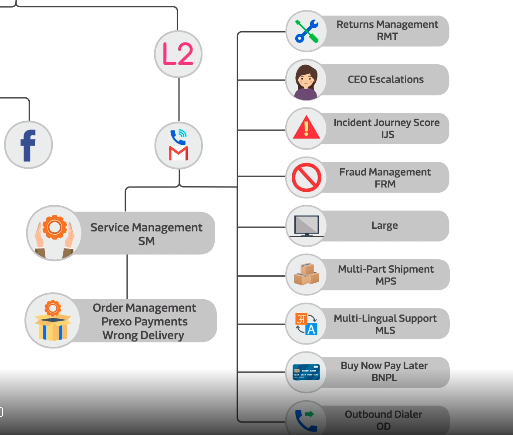 L2
Returns Management
RMT
CEO Escalations
Incident Journey Score
IJS
Fraud Management
FRM
Service Management
SM
Large
Multi-Part Shipment
MPS
Order Management
Prexo Payments
Wrong Delivery
Multi-Lingual Support
MLS
A
Buy Now Pay Later
BNPL
Outbound Dialer
OD